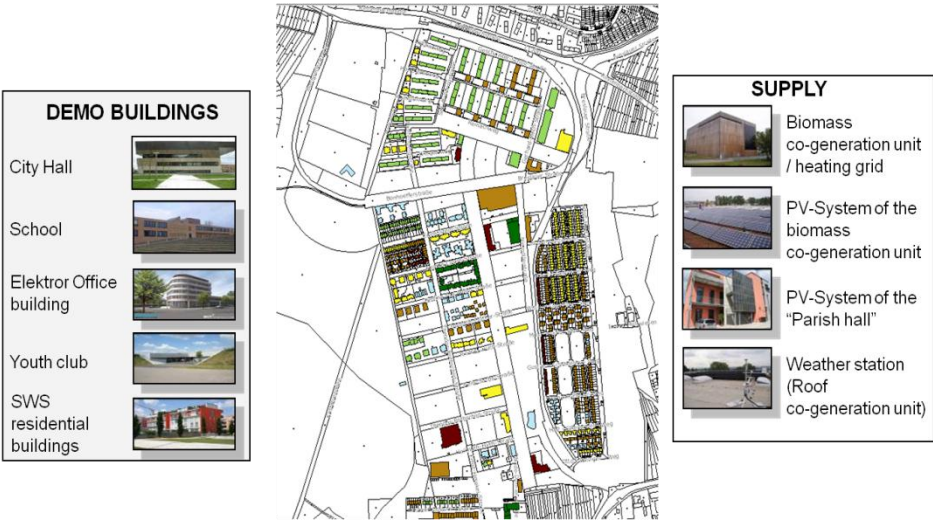 DEMO BUILDINGS
City Hall
School
Elektror Office
building
Youth club
SWS
residential
buildings
SUPPLY
Biomass
co-generation unit
/ heating grid
PV-System of the
biomass
co-generation unit
PV-System of the
“Parish hall”
Weather station
(Roof
co-generation unit)